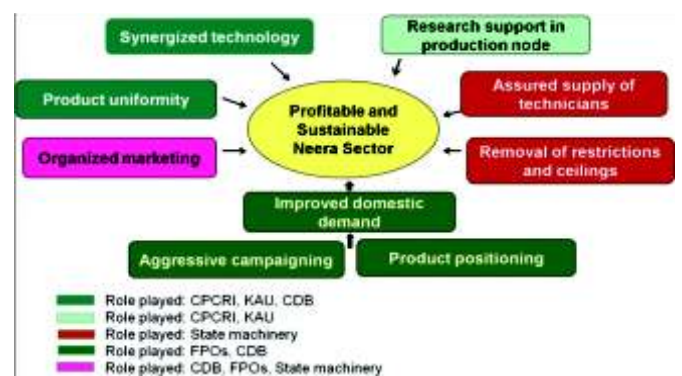 Synergized technology
Research support in
production node
Product uniformity
Profitable and
Sustainable
Neera Sector
Assured supply of
technicians
Organized marketing
Removal of restrictions
and ceilings
Improved domestic
demand
Aggressive campaigning
Product positioning
Role played: CPCRI, KAU, CDB
Role played: CPCRI, KAU
Role played: State machinery
Role played: FPOs, CDB
Role played: CDB, FPOs, State machinery